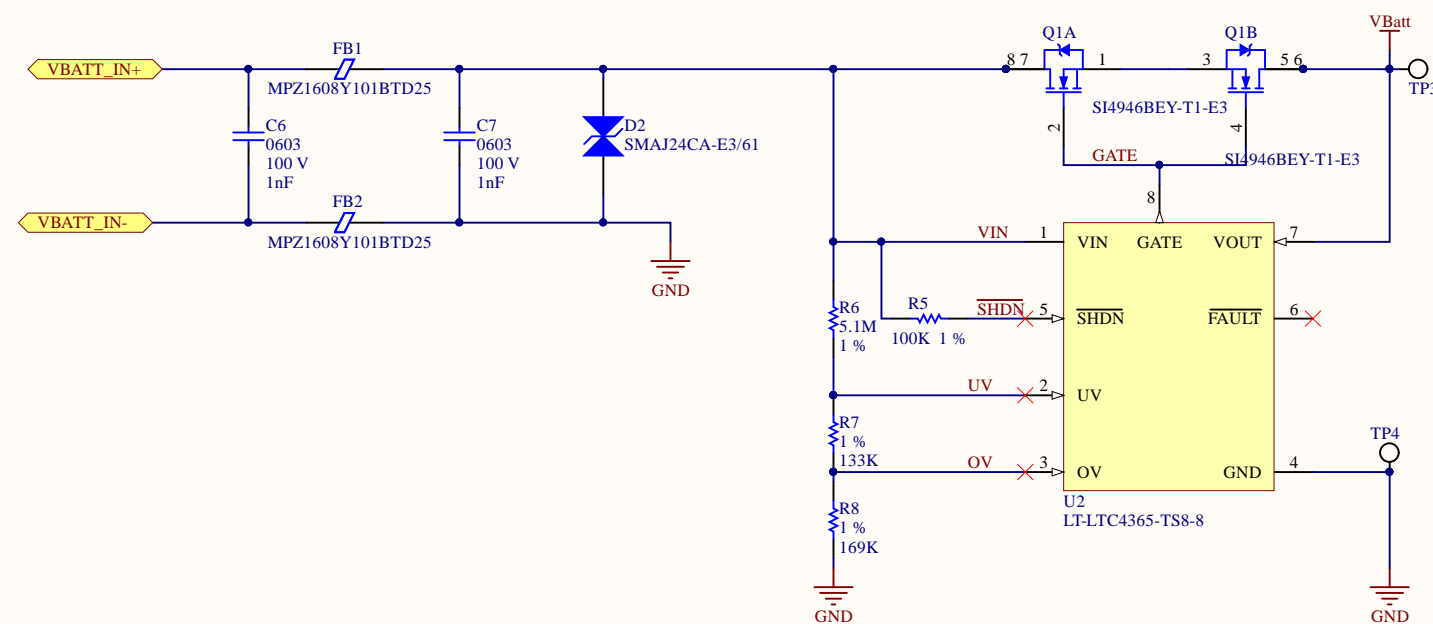 VBATT_IN+
FB1
MPZ1608Y101BTD25
C6
0603
100 V
1nF
C7
0603
100 V
1nF
D2
SMAJ24CA-E3/61
VBATT_IN-
FB2
MPZ1608Y101BTD25
GND
Q1A
8 7
1
2
SI4946BEY-T1-E3
Q1B
3
5 6
4
SI4946BEY-T1-E3
VBatt
TP3
GATE
8
VIN
1
VIN
GATE
VOUT
7
R6
5.1M
1 %
R5
100K 1 %
SHDN
5
SHDN
FAULT
6
UV
2
UV
R7
1 %
133K
OV
3
OV
GND
4
TP4
U2
LT-LTC4365-TS8-8
R8
1 %
169K
GND
GND